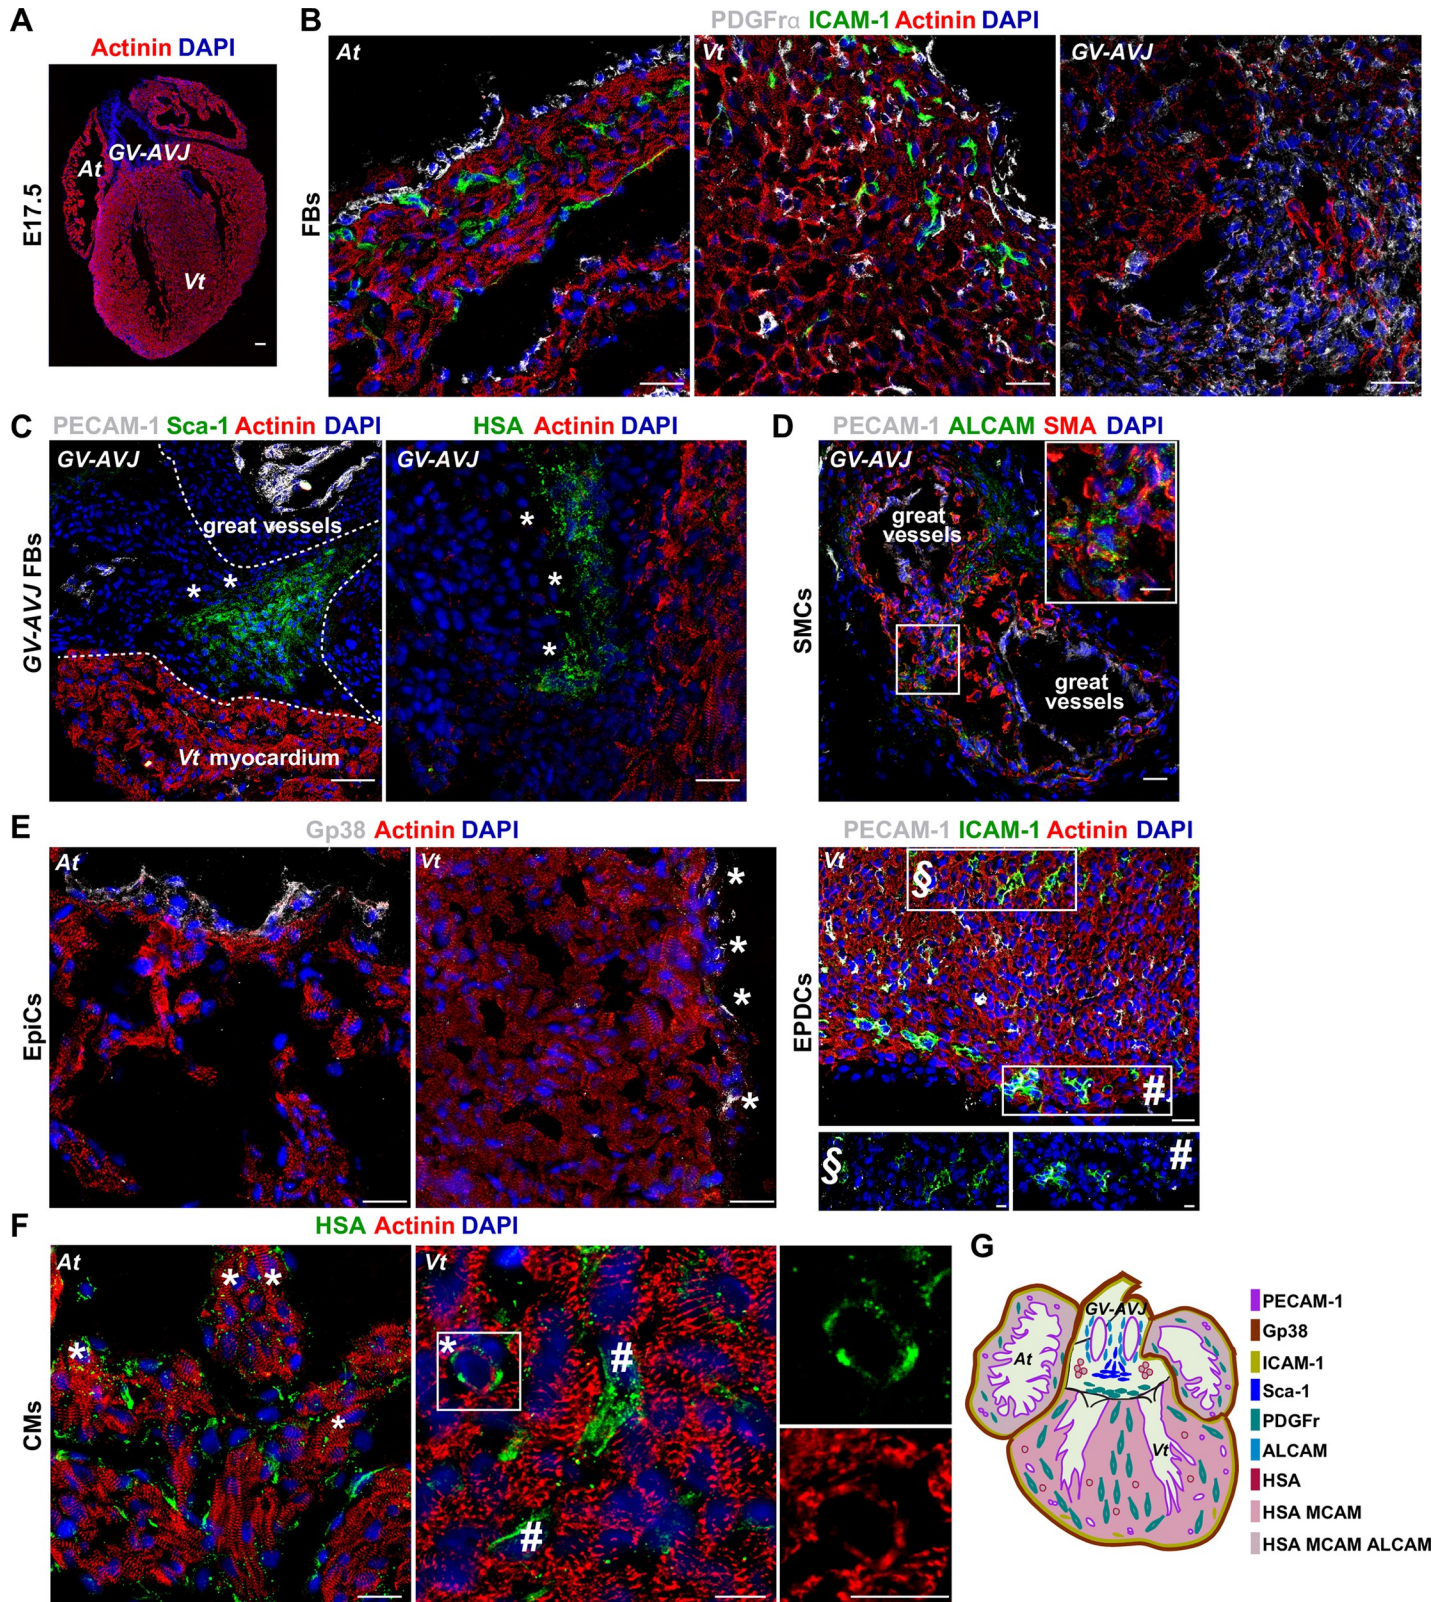 A
Actinin DAPI
E17.5
At
GV-AVJ
Vt
B
PDGFrα ICAM-1 Actinin DAPI
FBs
At
Vt
GV-AVJ
C
PECAM-1 Sca-1 Actinin DAPI
HSA Actinin DAPI
GV-AVJ FBs
GV-AVJ
great vessels
* *
Vt myocardium
GV-AVJ
*
*
*
D
PECAM-1 ALCAM SMA DAPI
SMCs
GV-AVJ
great
vessels
great
vessels
E
Gp38 Actinin DAPI
EpiCs
At
Vt
*
*
*
*
PECAM-1 ICAM-1 Actinin DAPI
EPDCs
Vt
§
#
§
#
F
HSA Actinin DAPI
CMs
At
* *
*
*
Vt
*
#
#
G
GV-AVJ
At
Vt
PECAM-1
Gp38
ICAM-1
Sca-1
PDGFr
ALCAM
HSA
HSA MCAM
HSA MCAM ALCAM